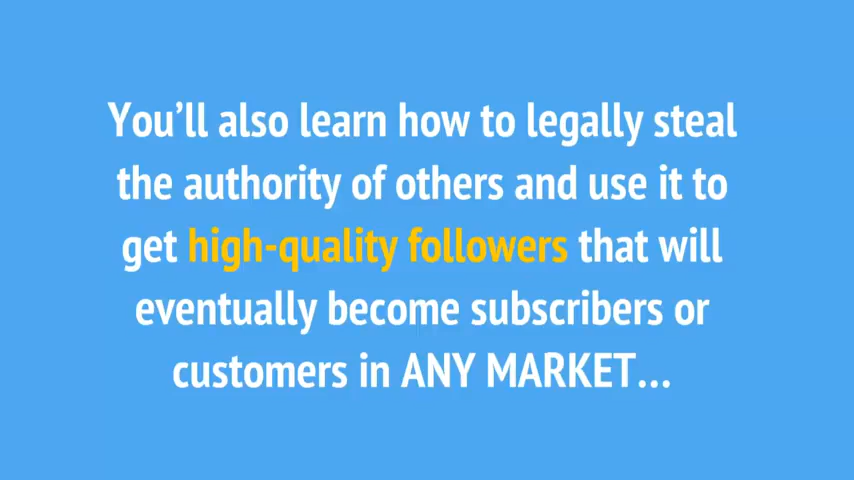 You’ll also learn how to legally steal
the authority of others and use it to
get high-quality followers that will
eventually become subscribers or
customers in ANY MARKET...